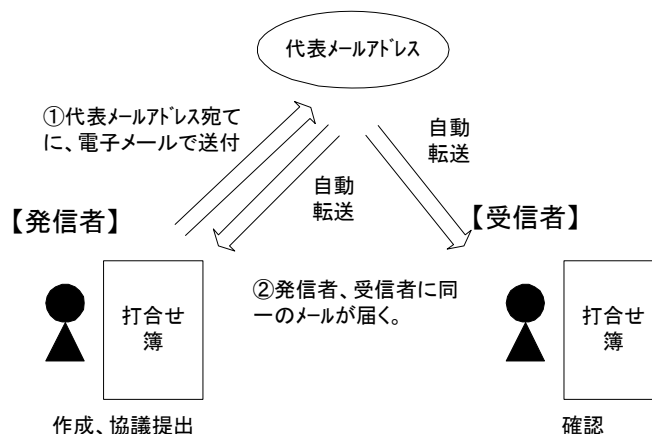 代表メールアドレス
①代表メールアドレス宛て
に、電子メールで送付
自動
転送
自動
転送
【発信者】
【受信者】
②発信者、受信者に同
一のメールが届く。
打合せ
簿
打合せ
簿
作成、協議提出
確認